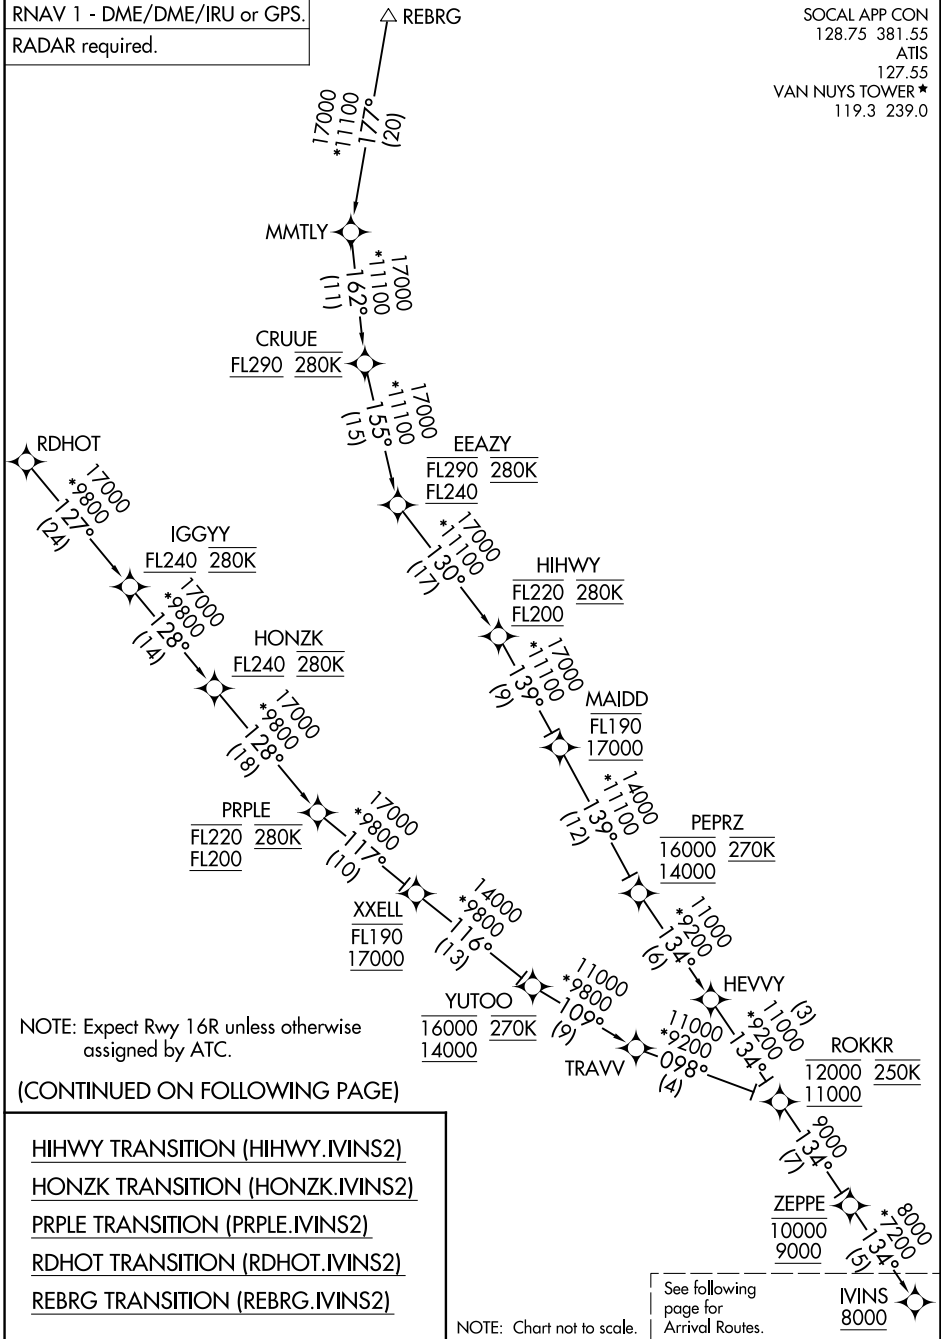 RNAV 1 - DME/DME/IRU or GPS.
RADAR required.
REBRG
SOCAL APP CON
128.75 381.55
ATIS
127.55
VAN NUYS TOWER★
119.3 239.0
17000
*11100
177°
(20)
MMTLY
17000
*11100
162°
(11)
CRUUE
FL290 280K
17000
*11100
155°
(15)
EEAZY
FL290 280K
FL240
RDHOT
17000
*9800
127°
(24)
17000
*11100
130°
(17)
IGGYY
FL240 280K
HIHWY
FL220 280K
FL200
17000
*9800
128°
(14)
HONZK
FL240 280K
17000
*11100
139°
(9)
MAIDD
FL190
17000
17000
*9800
128°
(18)
PRPLE
FL220 280K
FL200
14000
*11100
139°
(12)
PEPRZ
16000 270K
14000
17000
*9800
117°
(10)
XXELL
FL190
17000
14000
*9800
116°
(13)
11000
*9200
134°
(6)
HEVVY
YUTOO
16000 270K
14000
11000
*9800
109°
(9)
TRAVV
11000
*9200
098°
(4)
(3)
11000
*9200
134°
ROKKR
12000 250K
11000
NOTE: Expect Rwy 16R unless otherwise
assigned by ATC.
(CONTINUED ON FOLLOWING PAGE)
9000
134°
(7)
ZEPPE
10000
9000
8000
*7200
134°
(5)
IVINS
8000
HIHWY TRANSITION (HIHWY.IVINS2)
HONZK TRANSITION (HONZK.IVINS2)
PRPLE TRANSITION (PRPLE.IVINS2)
RDHOT TRANSITION (RDHOT.IVINS2)
REBRG TRANSITION (REBRG.IVINS2)
See following
page for
Arrival Routes.
NOTE: Chart not to scale.